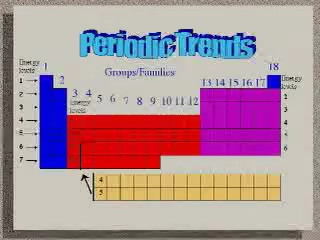 Periodic Trends
Energy levels
1
18
Energy levels
2
Groups/Families
13 14 15 16 17
3 4 5 6 7 8 9 10 11 12
Energy levels
1
2
3
4
5
6
7
1
2
3
4
5
6
4
5